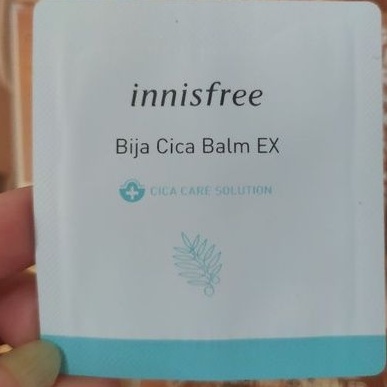 innisfree
Bija Cica Balm EX
CICA CARE SOLUTION